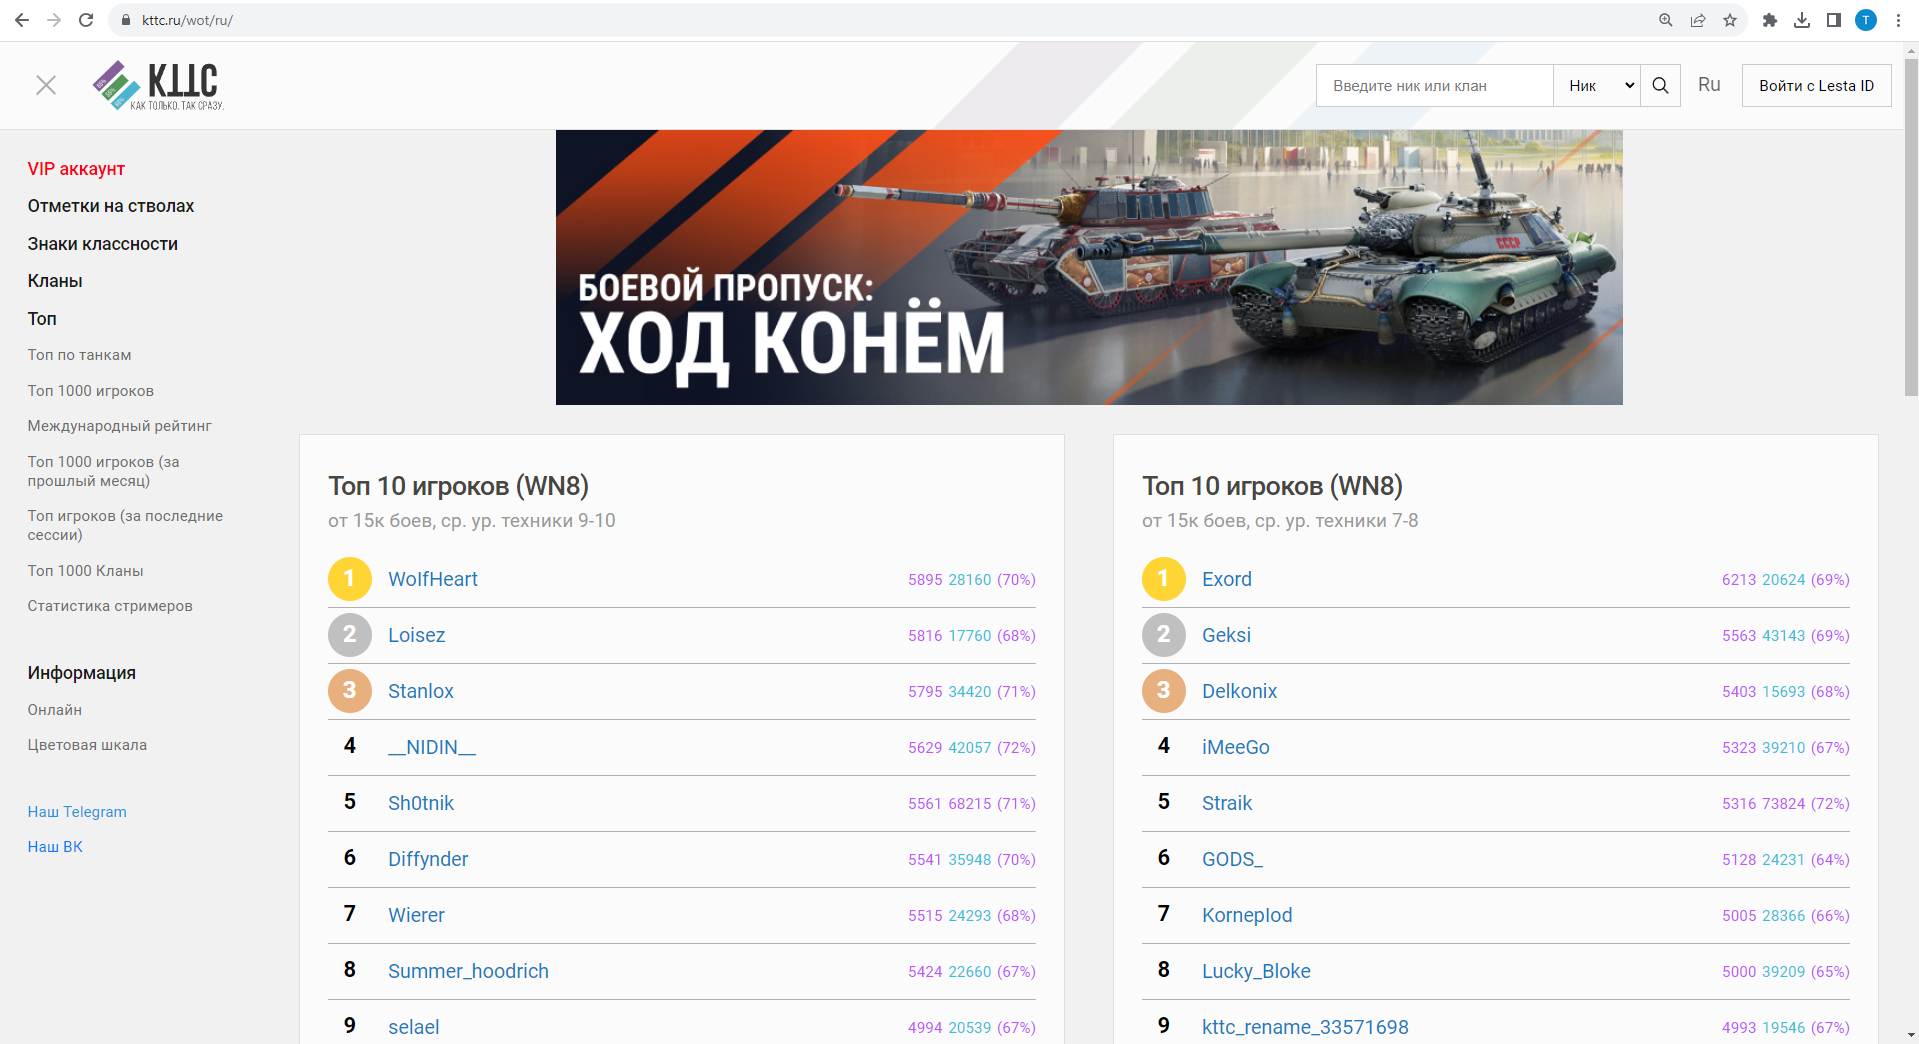 kttc.ru/wot/ru/
T
КТТС
КАК ТОЛЬКО. ТАК СРАЗУ.
Введите ник или клан
Ник
Ru
Войти с Lesta ID
VIP аккаунт
Отметки на стволах
Знаки классности
Кланы
Топ
Топ по танкам
Топ 1000 игроков
Международный рейтинг
Топ 1000 игроков (за
прошлый месяц)
Топ игроков (за последние
сессии)
Топ 1000 Кланы
Статистика стримеров
Информация
Онлайн
Цветовая шкала
Наш Telegram
Наш ВК
СССР
БОЕВОЙ ПРОПУСК:
ХОД КОНЁМ
Топ 10 игроков (WN8)
от 15к боев, ср. ур. техники 9-10
1 WoIfHeart 5895 28160 (70%)
2 Loisez 5816 17760 (68%)
3 Stanlox 5795 34420 (71%)
4 __NIDIN__ 5629 42057 (72%)
5 Sh0tnik 5561 68215 (71%)
6 Diffynder 5541 35948 (70%)
7 Wierer 5515 24293 (68%)
8 Summer_hoodrich 5424 22660 (67%)
9 selael 4994 20539 (67%)
Топ 10 игроков (WN8)
от 15к боев, ср. ур. техники 7-8
1 Exord 6213 20624 (69%)
2 Geksi 5563 43143 (69%)
3 Delkonix 5403 15693 (68%)
4 iMeeGo 5323 39210 (67%)
5 Straik 5316 73824 (72%)
6 GODS_ 5128 24231 (64%)
7 KornepIod 5005 28366 (66%)
8 Lucky_Bloke 5000 39209 (65%)
9 kttc_rename_33571698 4993 19546 (67%)